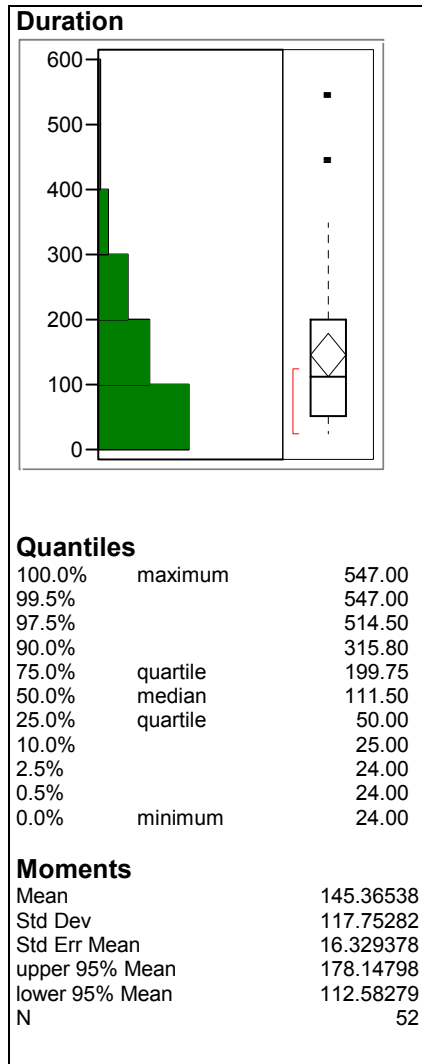 Duration
600
500
400
300
200
100
0
Quantiles
100.0% maximum 547.00
99.5% 547.00
97.5% 514.50
90.0% 315.80
75.0% quartile 199.75
50.0% median 111.50
25.0% quartile 50.00
10.0% 25.00
2.5% 24.00
0.5% 24.00
0.0% minimum 24.00
Moments
Mean 145.36538
Std Dev 117.75282
Std Err Mean 16.329378
upper 95% Mean 178.14798
lower 95% Mean 112.58279
N 52